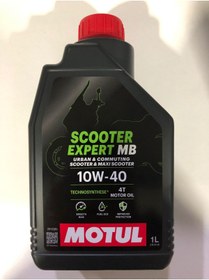 SCOOTER
EXPERT MB
URBAN & COMMUTING
SCOOTER & MAXI SCOOTER
10W-40
TECHNOSYNTHESE®
4T
MOTOR OIL
MOTUL
1L